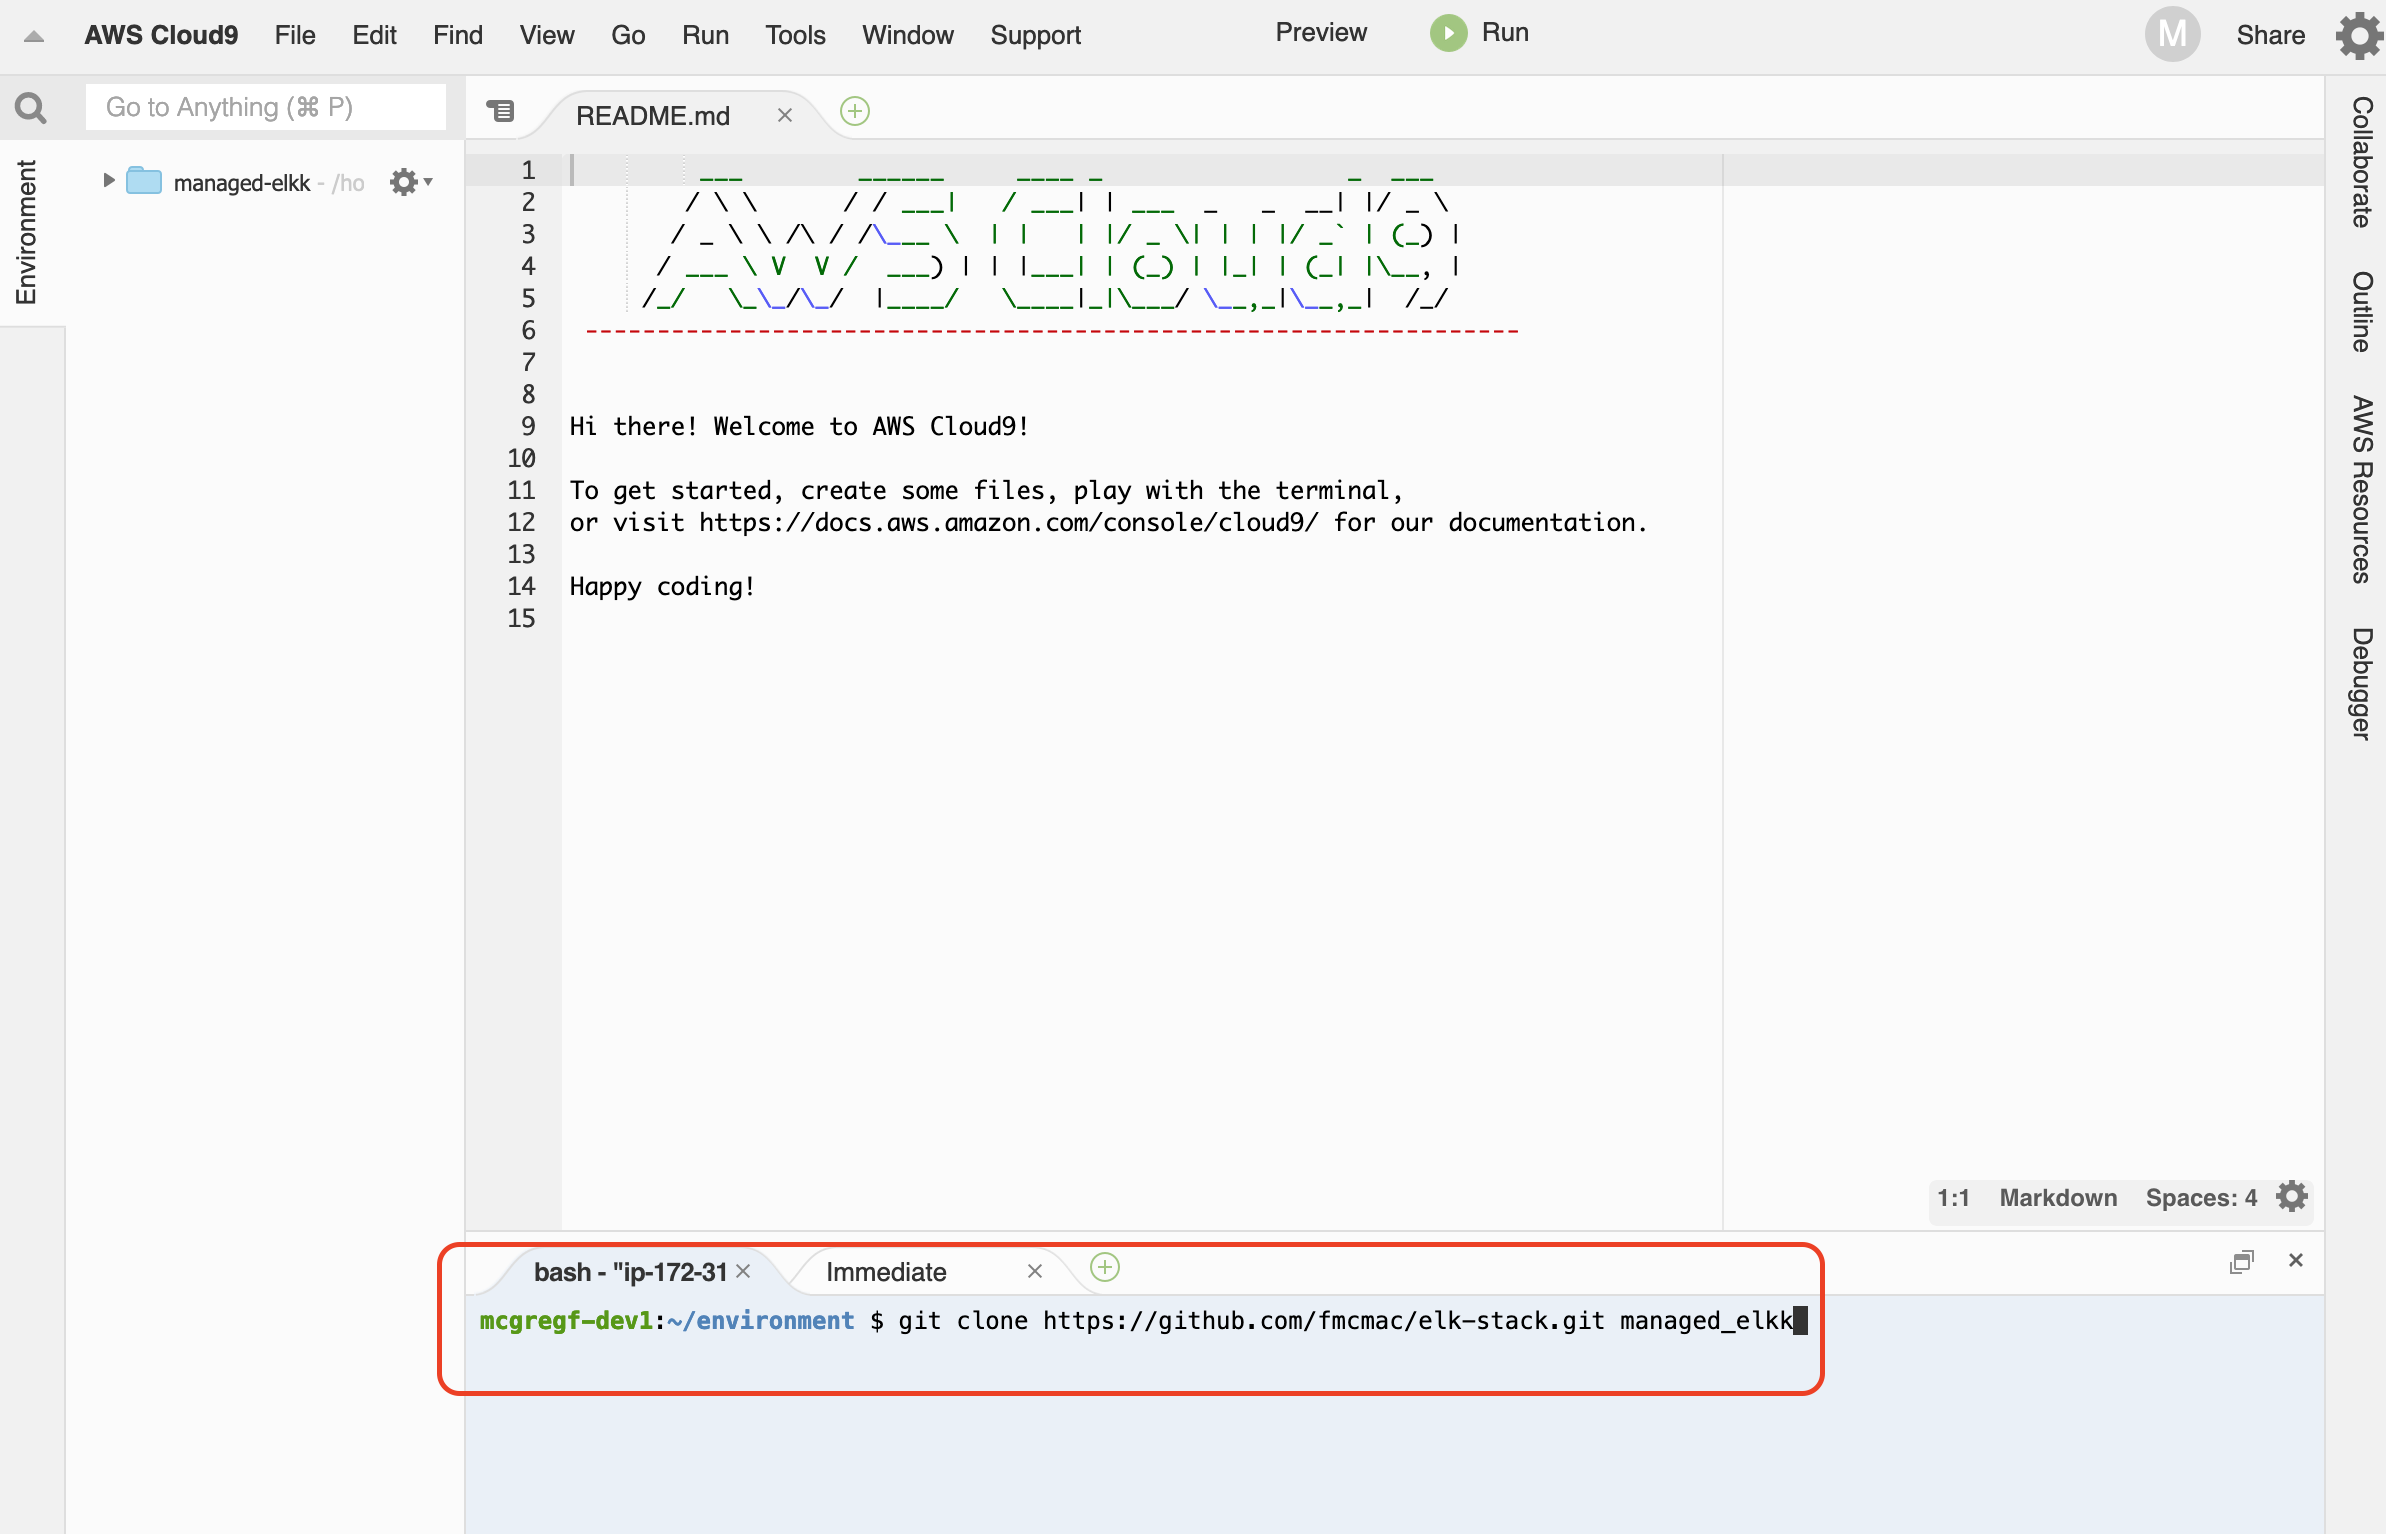 AWS Cloud9 File Edit Find View Go Run Tools Window Support Preview Run M Share
Go to Anything (⌘ P)
README.md
Environment
managed-elkk - /ho
1          ___        ______     ____ _                 _  ___
2         / \ \      / / ___|   / ___| | ___  _   _  __| |/ _ \
3        / _ \ \ /\ / /\___ \  | |   | |/ _ \| | | |/ _` | (_) |
4       / ___ \ V  V /  ___) | | |___| | (_) | |_| | (_| |\__, |
5      /_/   \_\_/\_/  |____/   \____|_|\___/ \__,_|\__,_|  /_/
6  -----------------------------------------------------------------
7
8
9 Hi there! Welcome to AWS Cloud9!
10
11 To get started, create some files, play with the terminal,
12 or visit https://docs.aws.amazon.com/console/cloud9/ for our documentation.
13
14 Happy coding!
15
1:1 Markdown Spaces: 4
bash - "ip-172-31 Immediate
mcgregf-dev1:~/environment $ git clone https://github.com/fmcmac/elk-stack.git managed_elkk
Collaborate
Outline
AWS Resources
Debugger